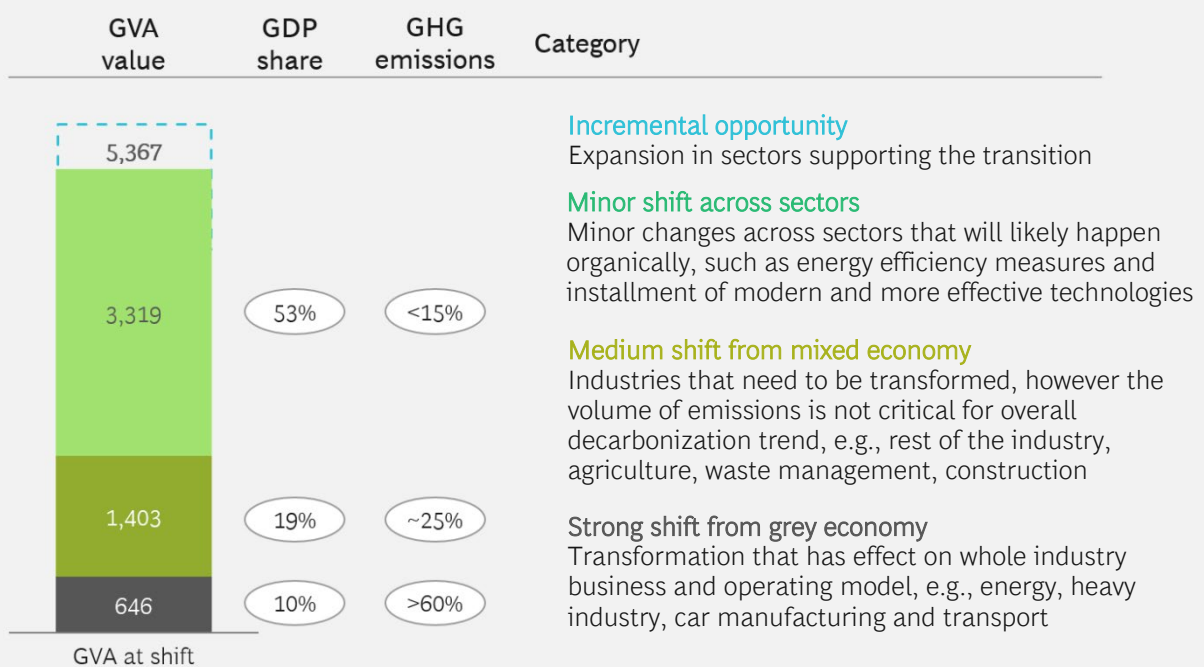 GVA value
GDP share
GHG emissions
Category
5,367
Incremental opportunity
Expansion in sectors supporting the transition
3,319
53%
<15%
Minor shift across sectors
Minor changes across sectors that will likely happen
organically, such as energy efficiency measures and
installment of modern and more effective technologies
1,403
19%
~25%
Medium shift from mixed economy
Industries that need to be transformed, however the
volume of emissions is not critical for overall
decarbonization trend, e.g., rest of the industry,
agriculture, waste management, construction
646
10%
>60%
Strong shift from grey economy
Transformation that has effect on whole industry
business and operating model, e.g., energy, heavy
industry, car manufacturing and transport
GVA at shift